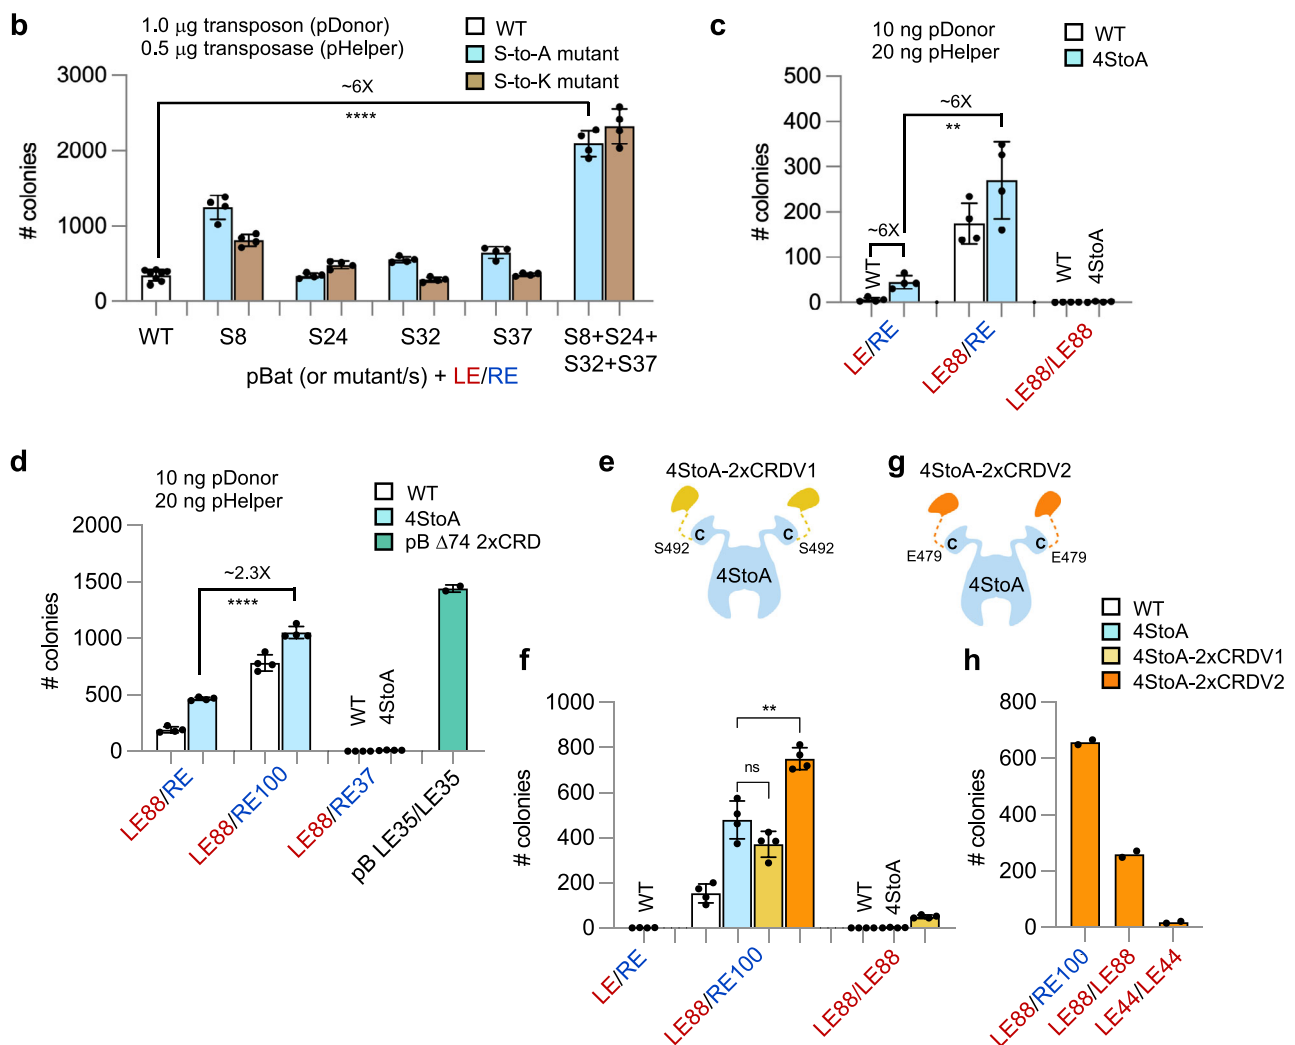 b
1.0 μg transposon (pDonor)
0.5 μg transposase (pHelper)
WT
S-to-A mutant
S-to-K mutant
~6X
****
# colonies
3000
2000
1000
0
WT
S8
S24
S32
S37
S8+S24+
S32+S37
pBat (or mutant/s) + LE/RE
c
10 ng pDonor
20 ng pHelper
WT
4StoA
# colonies
500
400
300
200
100
0
~6X
**
~6X
WT
WT
4StoA
LE/RE
LE88/RE
LE88/LE88
d
10 ng pDonor
20 ng pHelper
WT
4StoA
pB Δ74 2xCRD
# colonies
2000
1500
1000
500
0
~2.3X
****
WT
4StoA
LE88/RE
LE88/RE100
LE88/RE37
pB LE35/LE35
e
4StoA-2xCRDV1
C
C
S492
S492
4StoA
g
4StoA-2xCRDV2
C
C
E479
E479
4StoA
WT
4StoA
4StoA-2xCRDV1
4StoA-2xCRDV2
f
# colonies
1000
800
600
400
200
0
**
ns
WT
WT
4StoA
LE/RE
LE88/RE100
LE88/LE88
h
# colonies
800
600
400
200
0
LE88/RE100
LE88/LE88
LE44/LE44